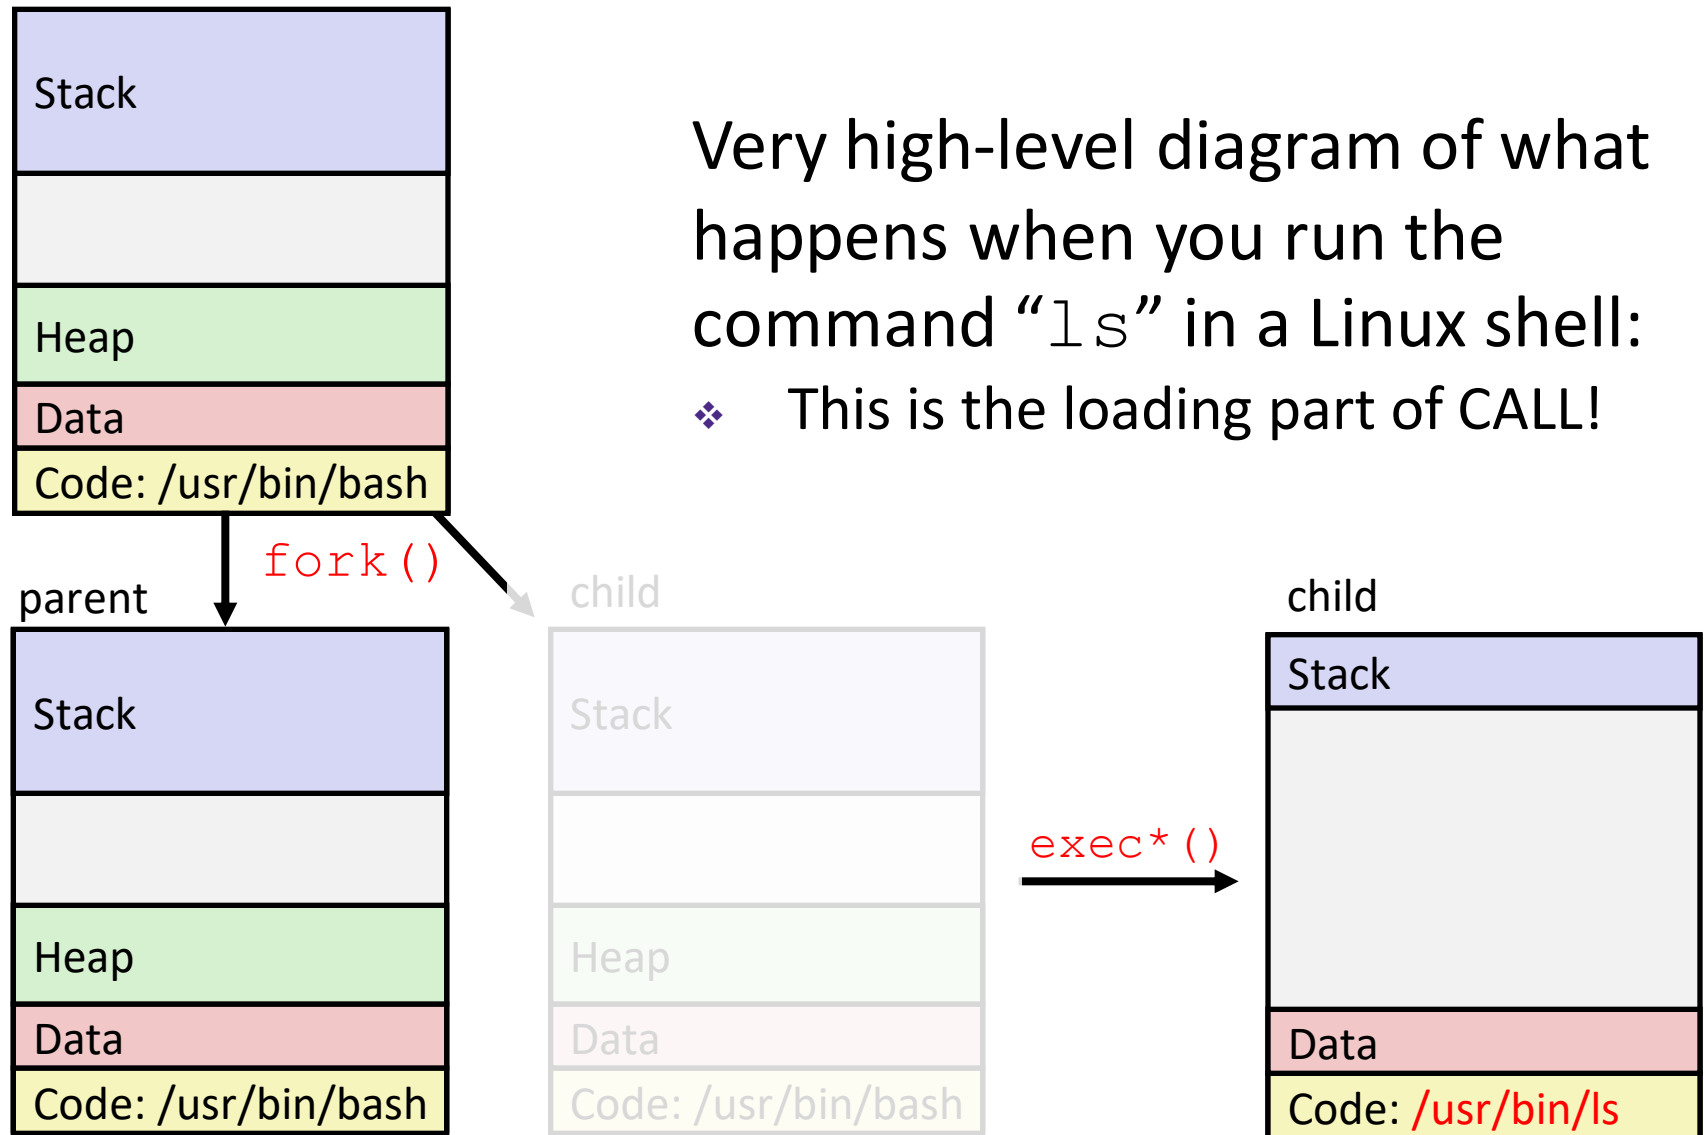 Stack
Heap
Data
Code: /usr/bin/bash
Very high-level diagram of what
happens when you run the
command “ls” in a Linux shell:
❖ This is the loading part of CALL!
fork()
parent
Stack
Heap
Data
Code: /usr/bin/bash
child
Stack
Heap
Data
Code: /usr/bin/bash
exec*()
child
Stack
Data
Code: /usr/bin/ls